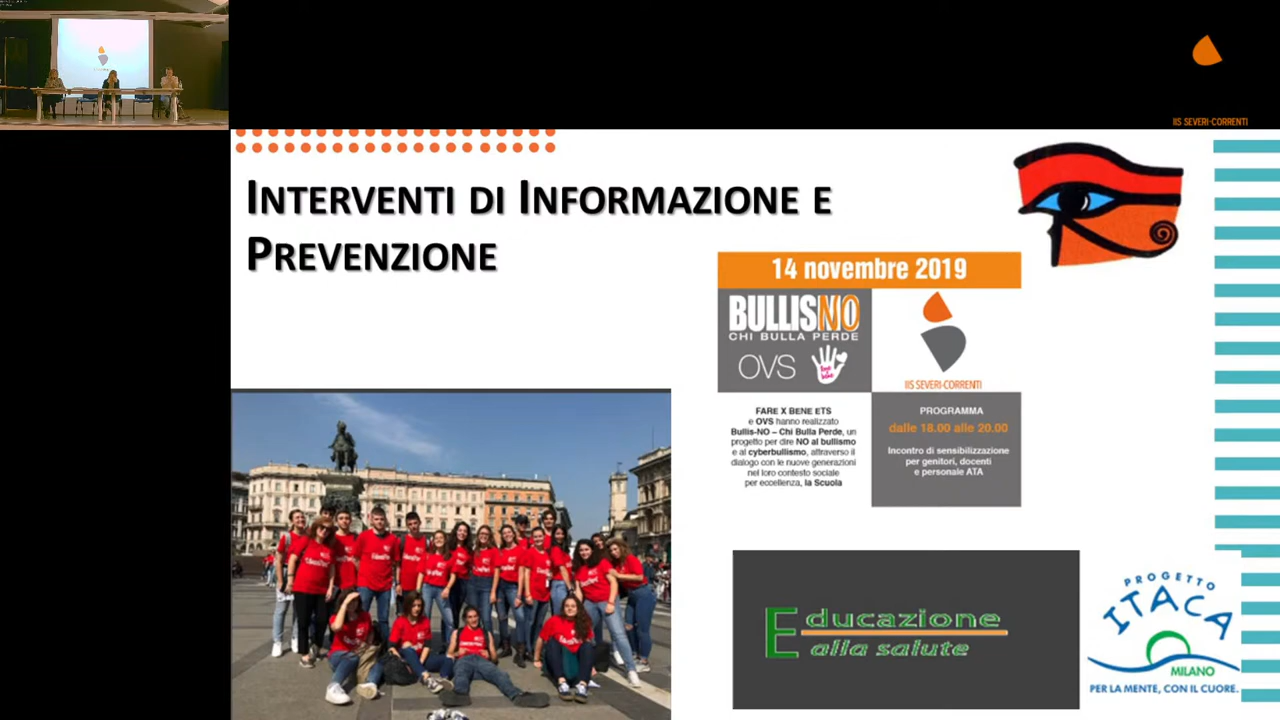 IIS SEVERI-CORRENTI
INTERVENTI DI INFORMAZIONE E
PREVENZIONE
14 novembre 2019
BULLISNO
CHI BULLA PERDE
OVS
IIS SEVERI-CORRENTI
FARE X BENE ETS
e OVS hanno realizzato
Bullis-NO – Chi Bulla Perde, un
progetto per dire NO al bullismo
e al cyberbullismo, attraverso il
dialogo con le nuove generazioni
nel loro contesto sociale
per eccellenza, la Scuola
PROGRAMMA
dalle 18.00 alle 20.00
Incontro di sensibilizzazione
per genitori, docenti
e personale ATA
Educazione
alla salute
PROGETTO
ITACA
MILANO
PER LA MENTE, CON IL CUORE.